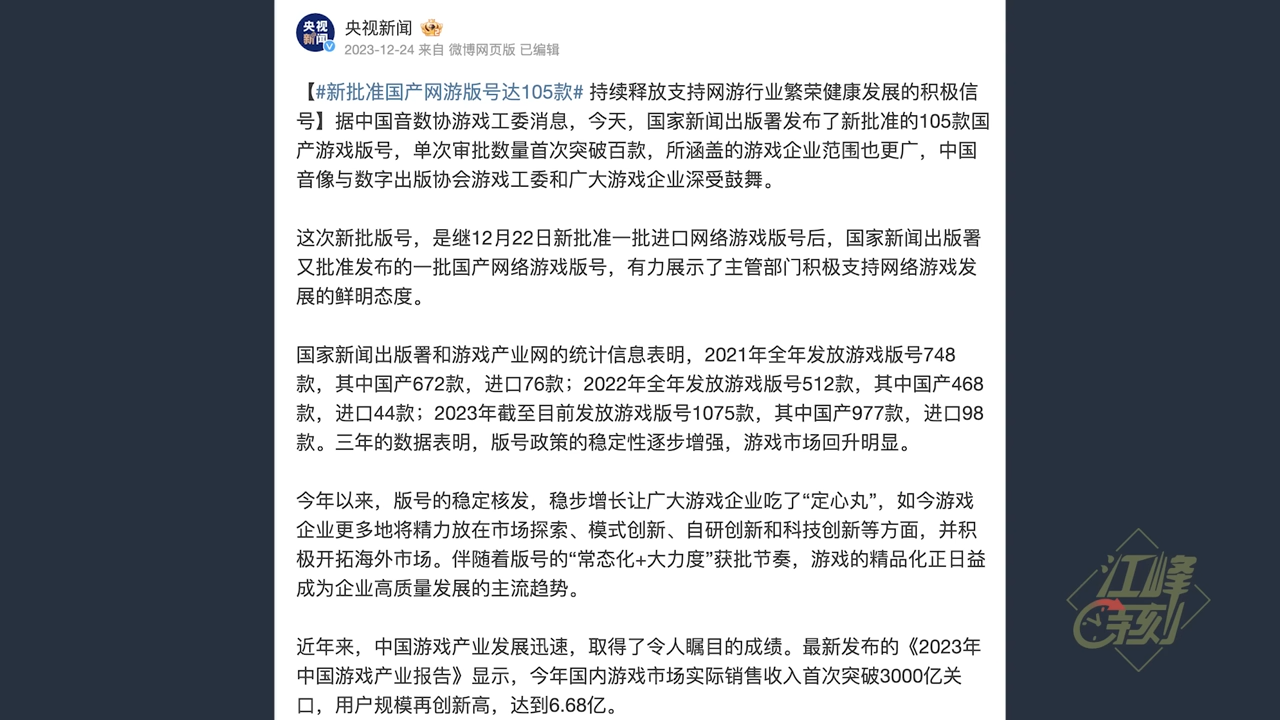 央视
新闻
央视新闻
2023-12-24 来自 微博网页版 已编辑
【#新批准国产网游版号达105款# 持续释放支持网游行业繁荣健康发展的积极信
号】据中国音数协游戏工委消息，今天，国家新闻出版署发布了新批准的105款国
产游戏版号，单次审批数量首次突破百款，所涵盖的游戏企业范围也更广，中国
音像与数字出版协会游戏工委和广大游戏企业深受鼓舞。
这次新批版号，是继12月22日新批准一批进口网络游戏版号后，国家新闻出版署
又批准发布的一批国产网络游戏版号，有力展示了主管部门积极支持网络游戏发
展的鲜明态度。
国家新闻出版署和游戏产业网的统计信息表明，2021年全年发放游戏版号748
款，其中国产672款，进口76款；2022年全年发放游戏版号512款，其中国产468
款，进口44款；2023年截至目前发放游戏版号1075款，其中国产977款，进口98
款。三年的数据表明，版号政策的稳定性逐步增强，游戏市场回升明显。
今年以来，版号的稳定核发，稳步增长让广大游戏企业吃了“定心丸”，如今游戏
企业更多地将精力放在市场探索、模式创新、自研创新和科技创新等方面，并积
极开拓海外市场。伴随着版号的“常态化+大力度”获批节奏，游戏的精品化正日益
成为企业高质量发展的主流趋势。
近年来，中国游戏产业发展迅速，取得了令人瞩目的成绩。最新发布的《2023年
中国游戏产业报告》显示，今年国内游戏市场实际销售收入首次突破3000亿关
口，用户规模再创新高，达到6.68亿。
江峰
时刻